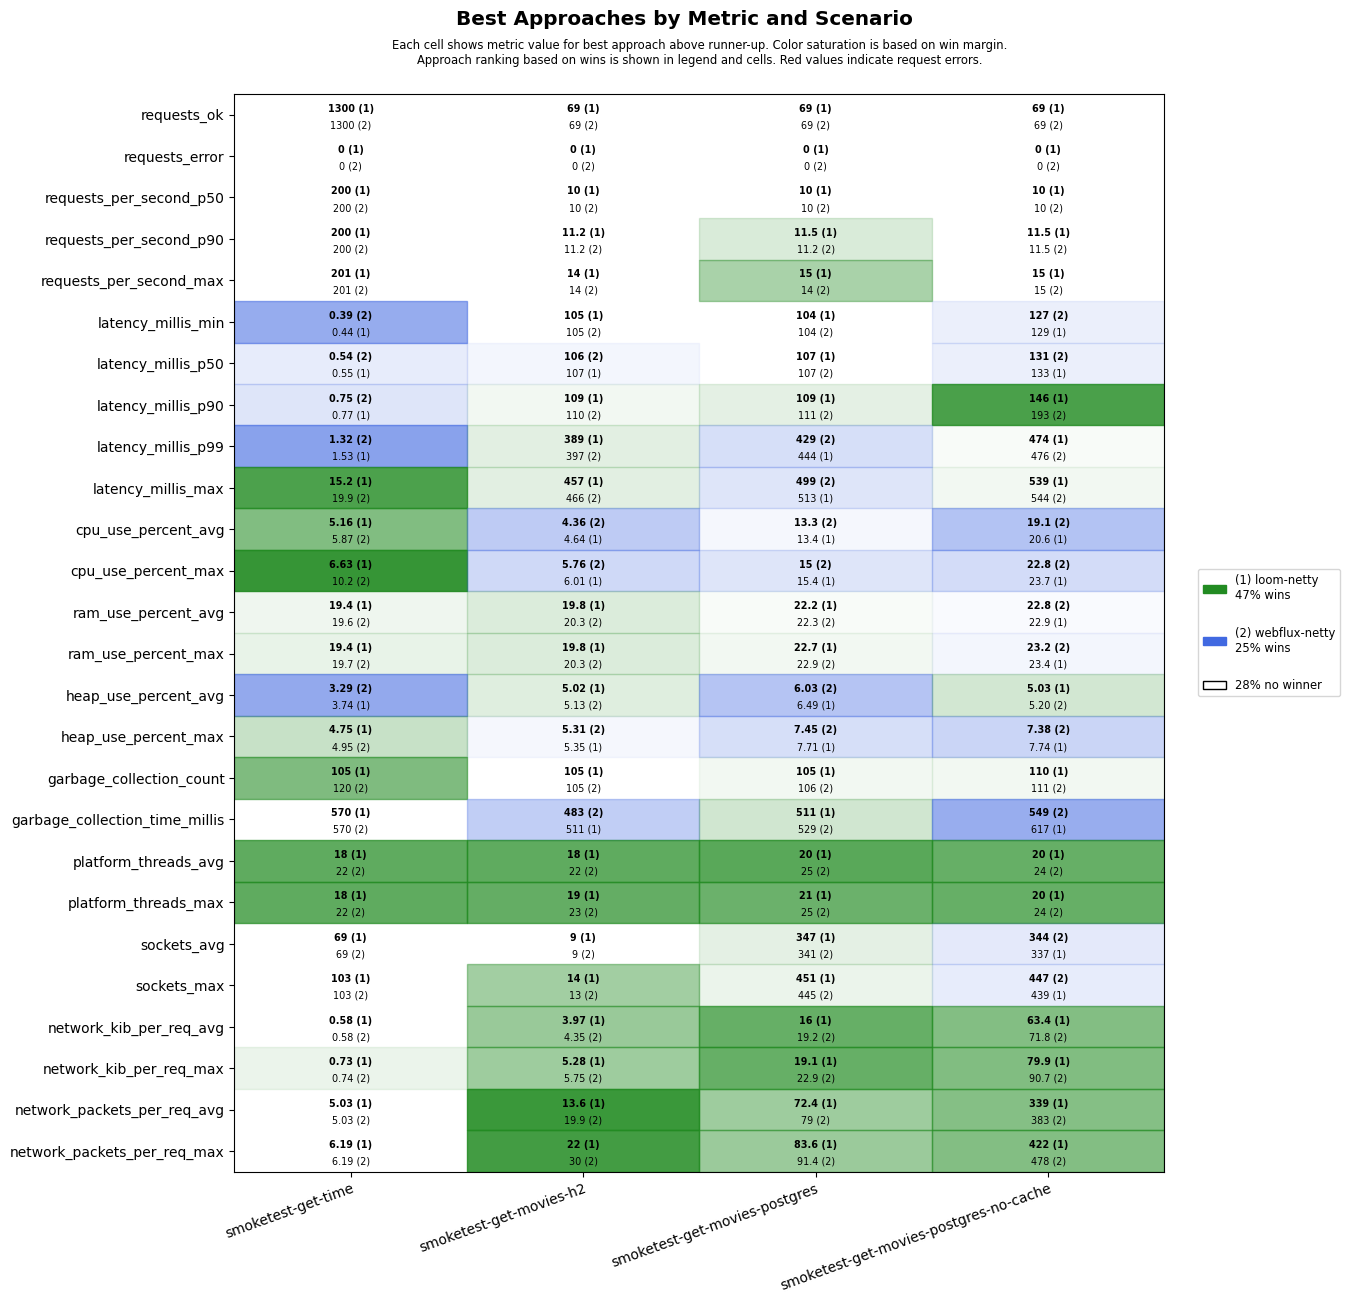 Best Approaches by Metric and Scenario
Each cell shows metric value for best approach above runner-up. Color saturation is based on win margin.
Approach ranking based on wins is shown in legend and cells. Red values indicate request errors.
requests_ok
1300 (1) 69 (1) 69 (1) 69 (1)
1300 (2) 69 (2) 69 (2) 69 (2)
requests_error
0 (1) 0 (1) 0 (1) 0 (1)
0 (2) 0 (2) 0 (2) 0 (2)
requests_per_second_p50
200 (1) 10 (1) 10 (1) 10 (1)
200 (2) 10 (2) 10 (2) 10 (2)
requests_per_second_p90
200 (1) 11.2 (1) 11.5 (1) 11.5 (1)
200 (2) 11.2 (2) 11.2 (2) 11.5 (2)
requests_per_second_max
201 (1) 14 (1) 15 (1) 15 (1)
201 (2) 14 (2) 14 (2) 15 (2)
latency_millis_min
0.39 (2) 105 (1) 104 (1) 127 (2)
0.44 (1) 105 (2) 104 (2) 129 (1)
latency_millis_p50
0.54 (2) 106 (2) 107 (1) 131 (2)
0.55 (1) 107 (1) 107 (2) 133 (1)
latency_millis_p90
0.75 (2) 109 (1) 109 (1) 146 (1)
0.77 (1) 110 (2) 111 (2) 193 (2)
latency_millis_p99
1.32 (2) 389 (1) 429 (2) 474 (1)
1.53 (1) 397 (2) 444 (1) 476 (2)
latency_millis_max
15.2 (1) 457 (1) 499 (2) 539 (1)
19.9 (2) 466 (2) 513 (1) 544 (2)
cpu_use_percent_avg
5.16 (1) 4.36 (2) 13.3 (2) 19.1 (2)
5.87 (2) 4.64 (1) 13.4 (1) 20.6 (1)
cpu_use_percent_max
6.63 (1) 5.76 (2) 15 (2) 22.8 (2)
10.2 (2) 6.01 (1) 15.4 (1) 23.7 (1)
ram_use_percent_avg
19.4 (1) 19.8 (1) 22.2 (1) 22.8 (2)
19.6 (2) 20.3 (2) 22.3 (2) 22.9 (1)
ram_use_percent_max
19.4 (1) 19.8 (1) 22.7 (1) 23.2 (2)
19.7 (2) 20.3 (2) 22.9 (2) 23.4 (1)
heap_use_percent_avg
3.29 (2) 5.02 (1) 6.03 (2) 5.03 (1)
3.74 (1) 5.13 (2) 6.49 (1) 5.20 (2)
heap_use_percent_max
4.75 (1) 5.31 (2) 7.45 (2) 7.38 (2)
4.95 (2) 5.35 (1) 7.71 (1) 7.74 (1)
garbage_collection_count
105 (1) 105 (1) 105 (1) 110 (1)
120 (2) 105 (2) 106 (2) 111 (2)
garbage_collection_time_millis
570 (1) 483 (2) 511 (1) 549 (2)
570 (2) 511 (1) 529 (2) 617 (1)
platform_threads_avg
18 (1) 18 (1) 20 (1) 20 (1)
22 (2) 22 (2) 25 (2) 24 (2)
platform_threads_max
18 (1) 19 (1) 21 (1) 20 (1)
22 (2) 23 (2) 25 (2) 24 (2)
sockets_avg
69 (1) 9 (1) 347 (1) 344 (2)
69 (2) 9 (2) 341 (2) 337 (1)
sockets_max
103 (1) 14 (1) 451 (1) 447 (2)
103 (2) 13 (2) 445 (2) 439 (1)
network_kib_per_req_avg
0.58 (1) 3.97 (1) 16 (1) 63.4 (1)
0.58 (2) 4.35 (2) 19.2 (2) 71.8 (2)
network_kib_per_req_max
0.73 (1) 5.28 (1) 19.1 (1) 79.9 (1)
0.74 (2) 5.75 (2) 22.9 (2) 90.7 (2)
network_packets_per_req_avg
5.03 (1) 13.6 (1) 72.4 (1) 339 (1)
5.03 (2) 19.9 (2) 79 (2) 383 (2)
network_packets_per_req_max
6.19 (1) 22 (1) 83.6 (1) 422 (1)
6.19 (2) 30 (2) 91.4 (2) 478 (2)
smoketest-get-time
smoketest-get-movies-h2
smoketest-get-movies-postgres
smoketest-get-movies-postgres-no-cache
(1) loom-netty
47% wins
(2) webflux-netty
25% wins
28% no winner